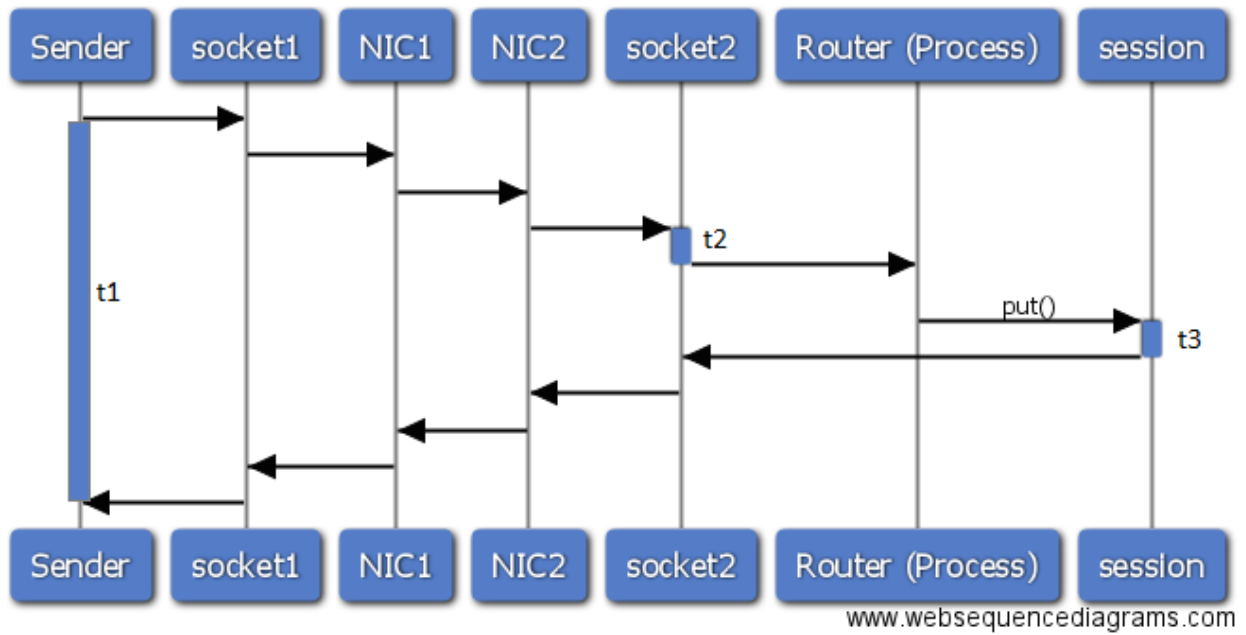 Sender socket1 NIC1 NIC2 socket2 Router (Process) session
t2
t1
put()
t3
Sender socket1 NIC1 NIC2 socket2 Router (Process) session
www.websequencediagrams.com